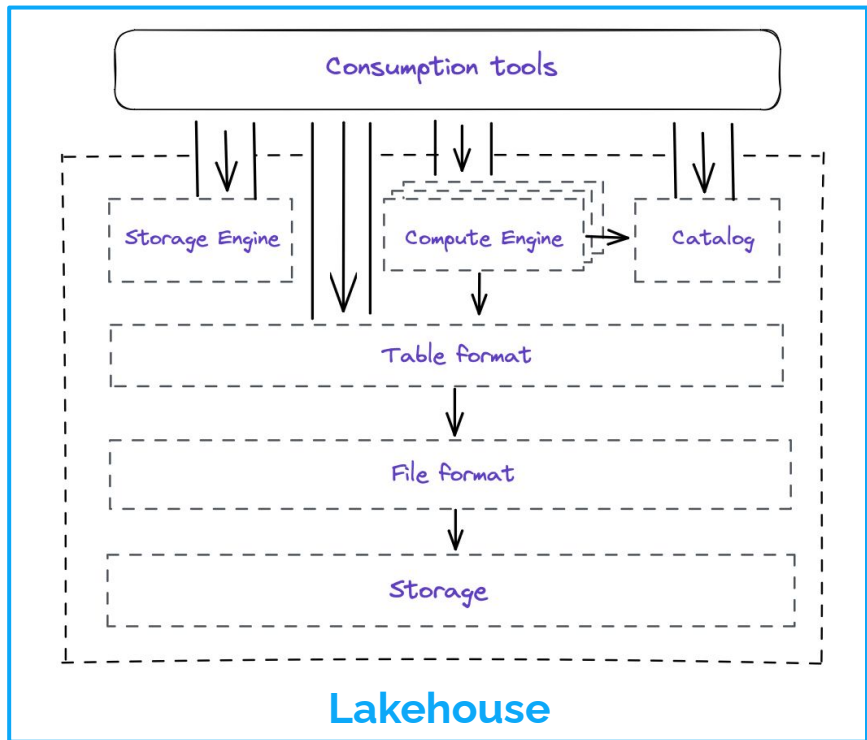 Consumption tools
Storage Engine
Compute Engine
Catalog
Table format
File format
Storage
Lakehouse